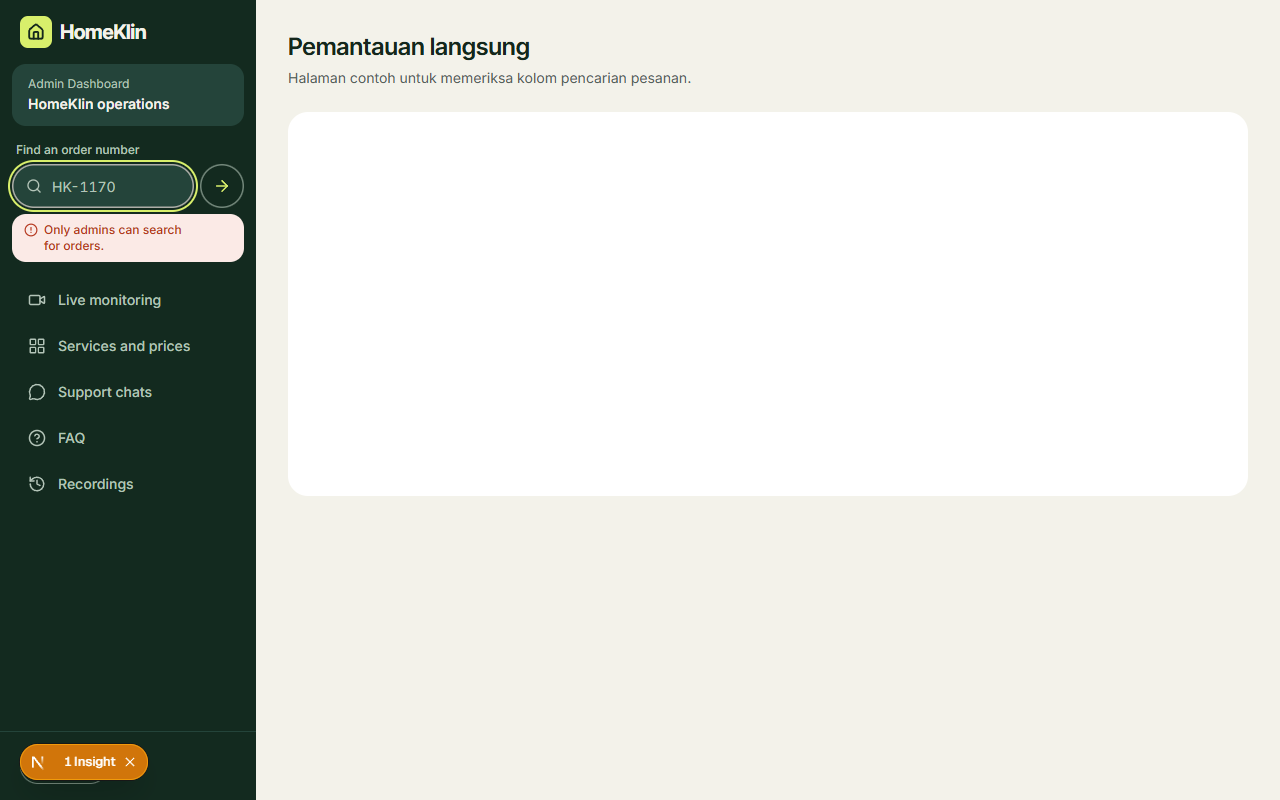 HomeKlin
Admin Dashboard
HomeKlin operations
Find an order number
HK-1170
Only admins can search
for orders.
Live monitoring
Services and prices
Support chats
FAQ
Recordings
1 Insight
Pemantauan langsung
Halaman contoh untuk memeriksa kolom pencarian pesanan.